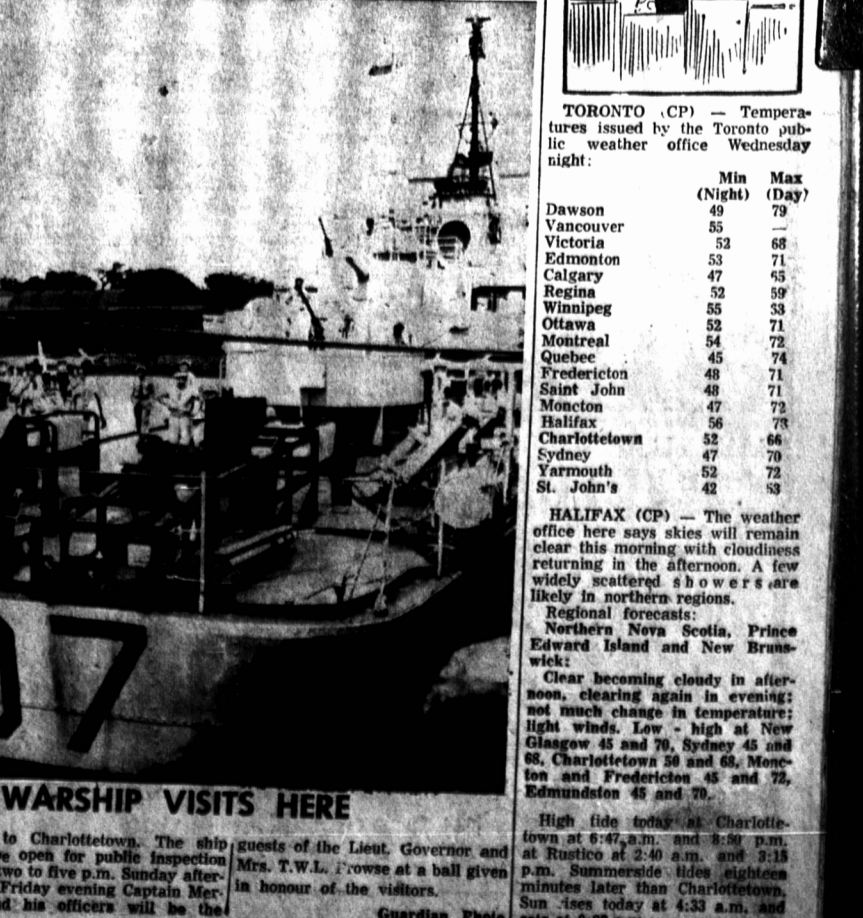 07
WARSHIP VISITS HERE
to Charlottetown. The ship
open for public inspection
two to five p.m. Sunday after-
Friday evening Captain Mer-
his officers will be the
guests of the Lieut. Governor and
Mrs. T.W.L. Prowse at a ball given
in honour of the visitors.
Guardian Photo
TORONTO (CP) — Tempera-
tures issued by the Toronto pub-
lic weather office Wednesday
night:
Min Max
(Night) (Day)
Dawson 49 79
Vancouver 55 —
Victoria 52 68
Edmonton 53 71
Calgary 47
Regina 52 59
Winnipeg 55
Ottawa 52 71
Montreal 54 72
Quebec 45 74
Fredericton 48 71
Saint John 48 71
Moncton 47 72
Halifax 56 73
Charlottetown 52 66
Sydney 47 70
Yarmouth 52 72
St. John's 42
HALIFAX (CP) — The weather
office here says skies will remain
clear this morning with cloudiness
returning in the afternoon. A few
widely scattered showers are
likely in northern regions.
Regional forecasts:
Northern Nova Scotia, Prince
Edward Island and New Bruns-
wick:
Clear becoming cloudy in after-
noon, clearing again in evening;
not much change in temperature;
light winds. Low - high at New
Glasgow 45 and 70, Sydney 45 and
68, Charlottetown 50 and 68, Monc-
ton and Fredericton 45 and 72,
Edmundston 45 and 70.
High tide today at Charlotte-
town at 6:47 a.m. and 8:50 p.m.
at Rustico at 2:40 a.m. and 3:15
p.m. Summerside tides eighteen
minutes later than Charlottetown.
Sun rises today at 4:33 a.m. and